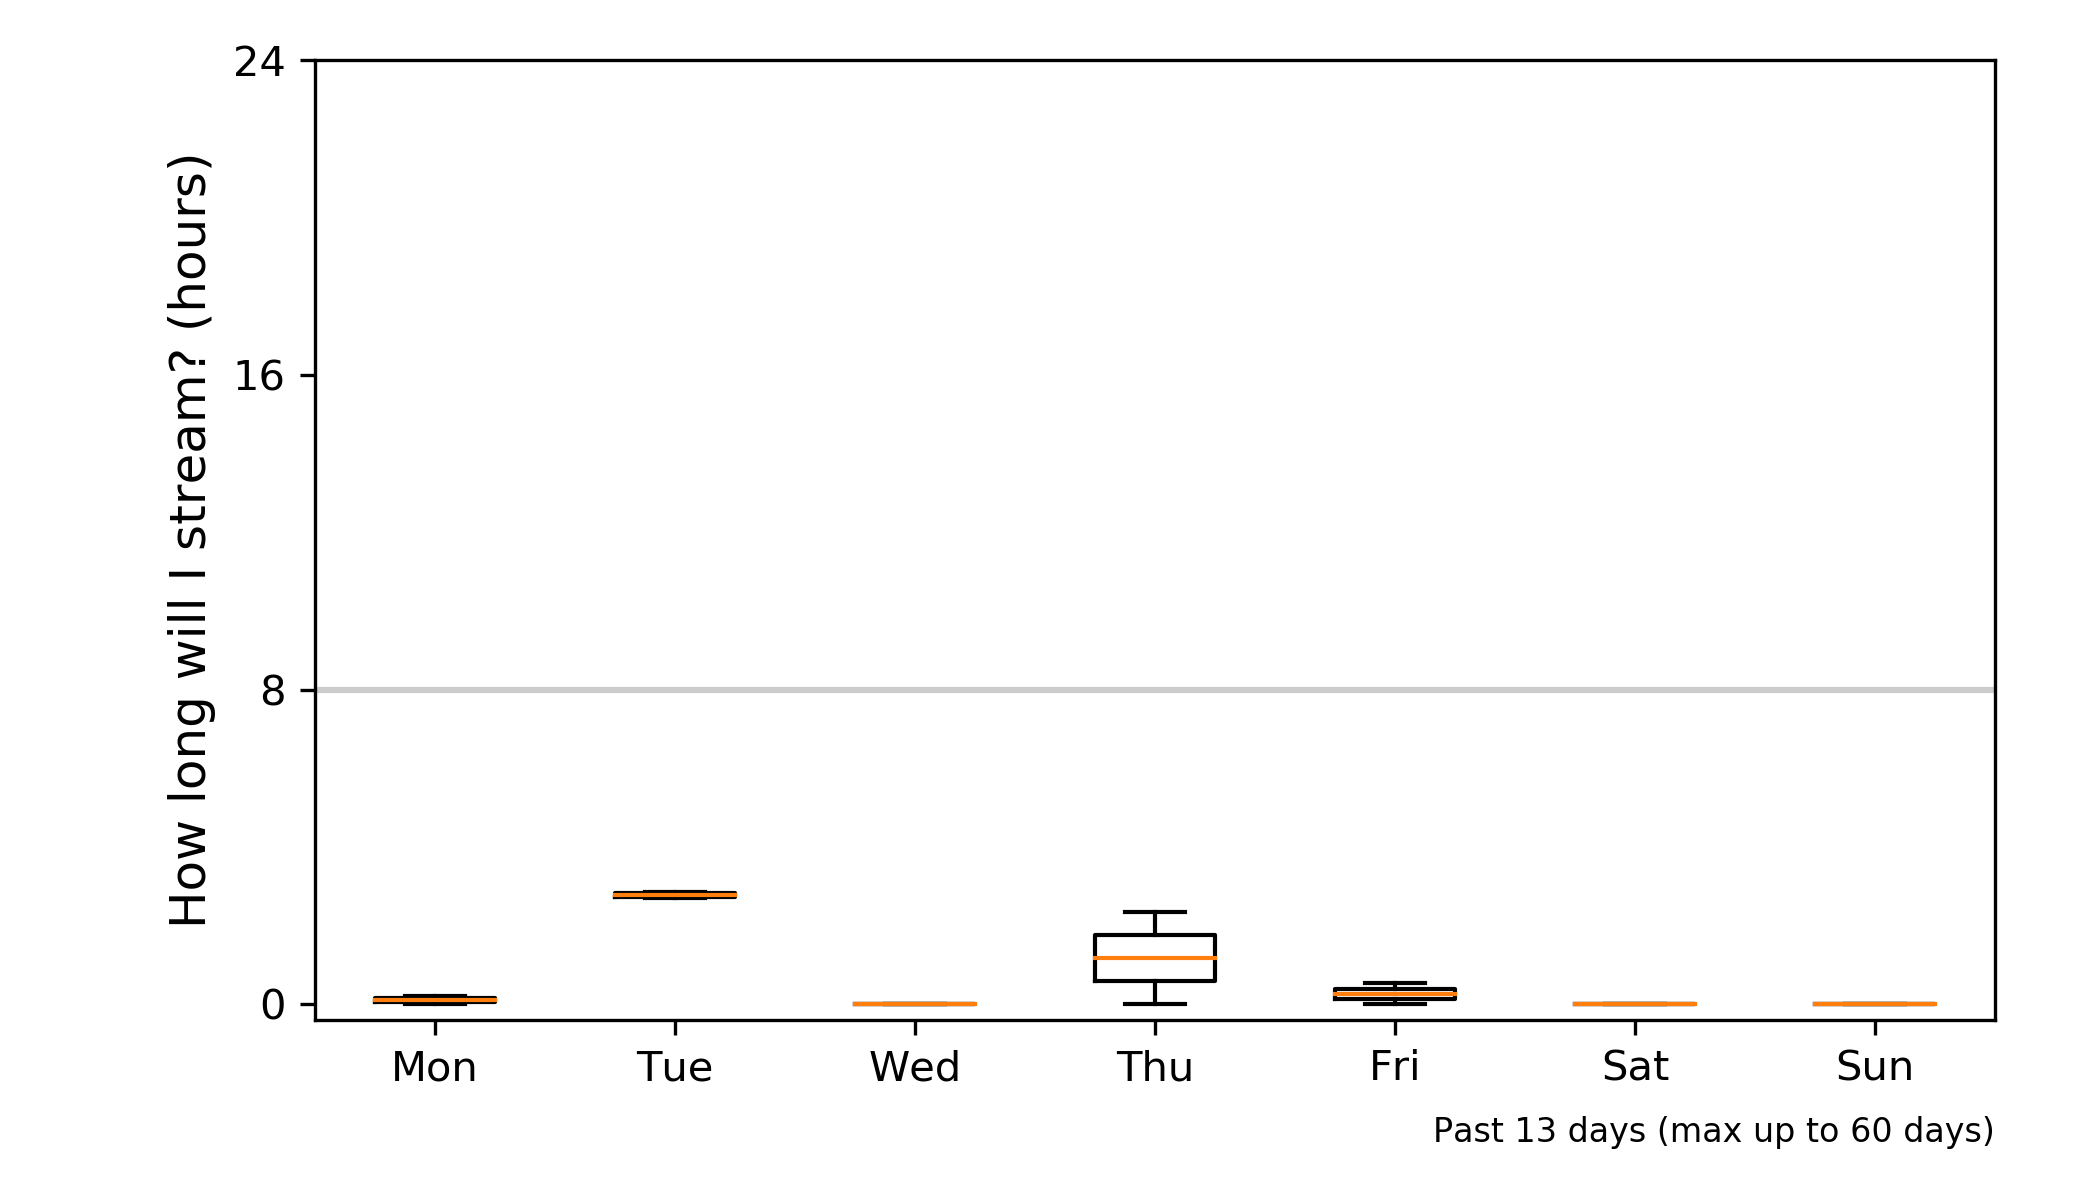 How long will I stream? (hours)
24
16
8
0
Mon Tue Wed Thu Fri Sat Sun
Past 13 days (max up to 60 days)